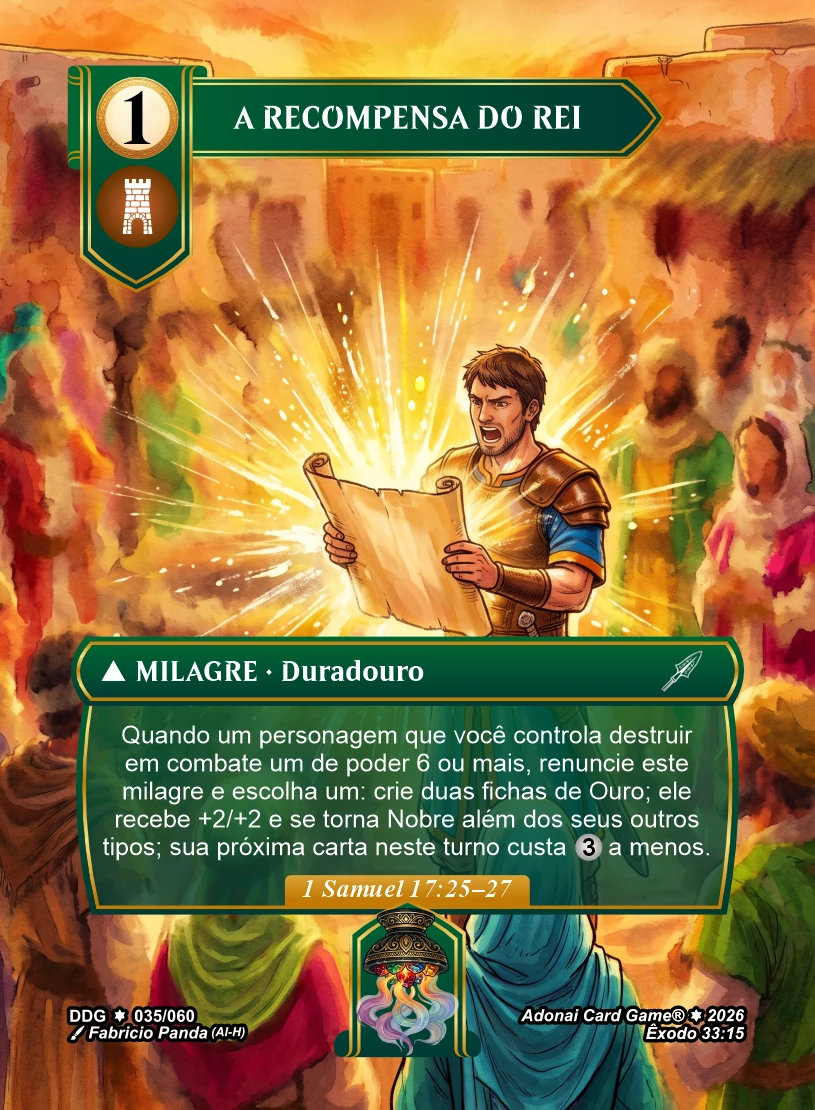 1
A RECOMPENSA DO REI
▲ MILAGRE · Duradouro
Quando um personagem que você controla destruir
em combate um de poder 6 ou mais, renuncie este
milagre e escolha um: crie duas fichas de Ouro; ele
recebe +2/+2 e se torna Nobre além dos seus outros
tipos; sua próxima carta neste turno custa 3 a menos.
1 Samuel 17:25–27
DDG ✡ 035/060
Fabricio Panda (AI-H)
Adonai Card Game® ✡ 2026
Êxodo 33:15